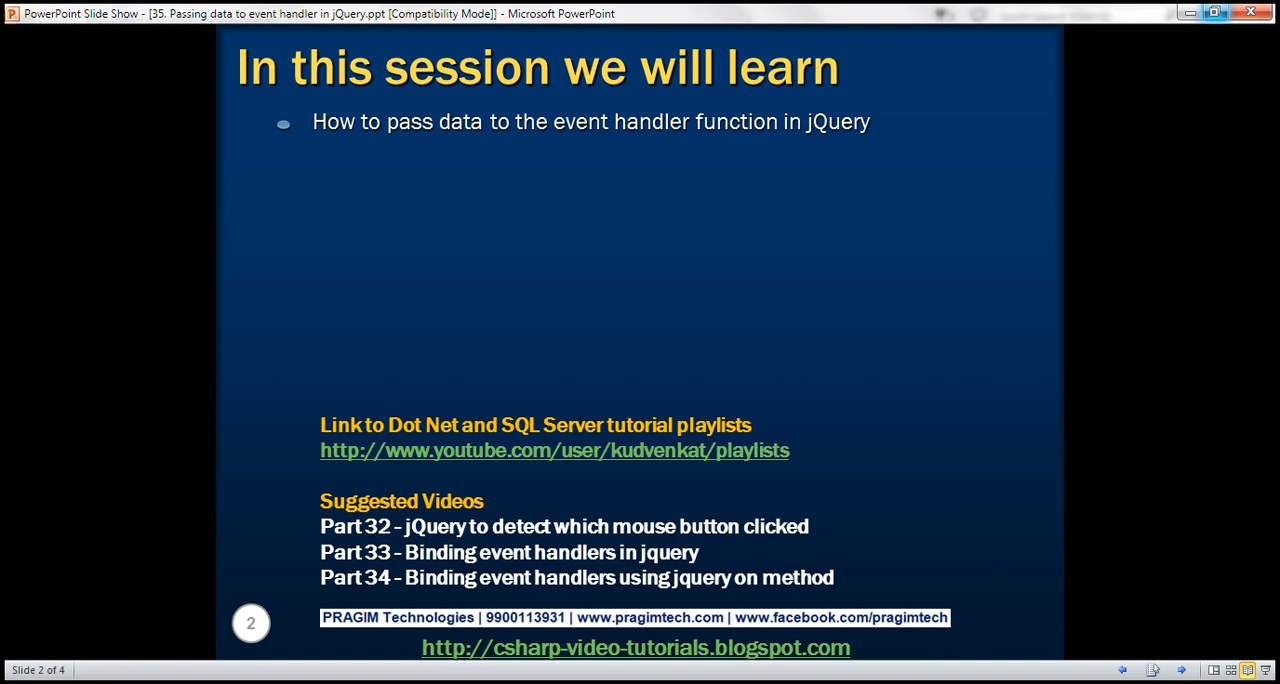 PowerPoint Slide Show - [35. Passing data to event handler in jQuery.ppt [Compatibility Mode]] - Microsoft PowerPoint
In this session we will learn
How to pass data to the event handler function in jQuery
Link to Dot Net and SQL Server tutorial playlists
http://www.youtube.com/user/kudvenkat/playlists
Suggested Videos
Part 32 - jQuery to detect which mouse button clicked
Part 33 - Binding event handlers in jquery
Part 34 - Binding event handlers using jquery on method
PRAGIM Technologies | 9900113931 | www.pragimtech.com | www.facebook.com/pragimtech
2
http://csharp-video-tutorials.blogspot.com
Slide 2 of 4